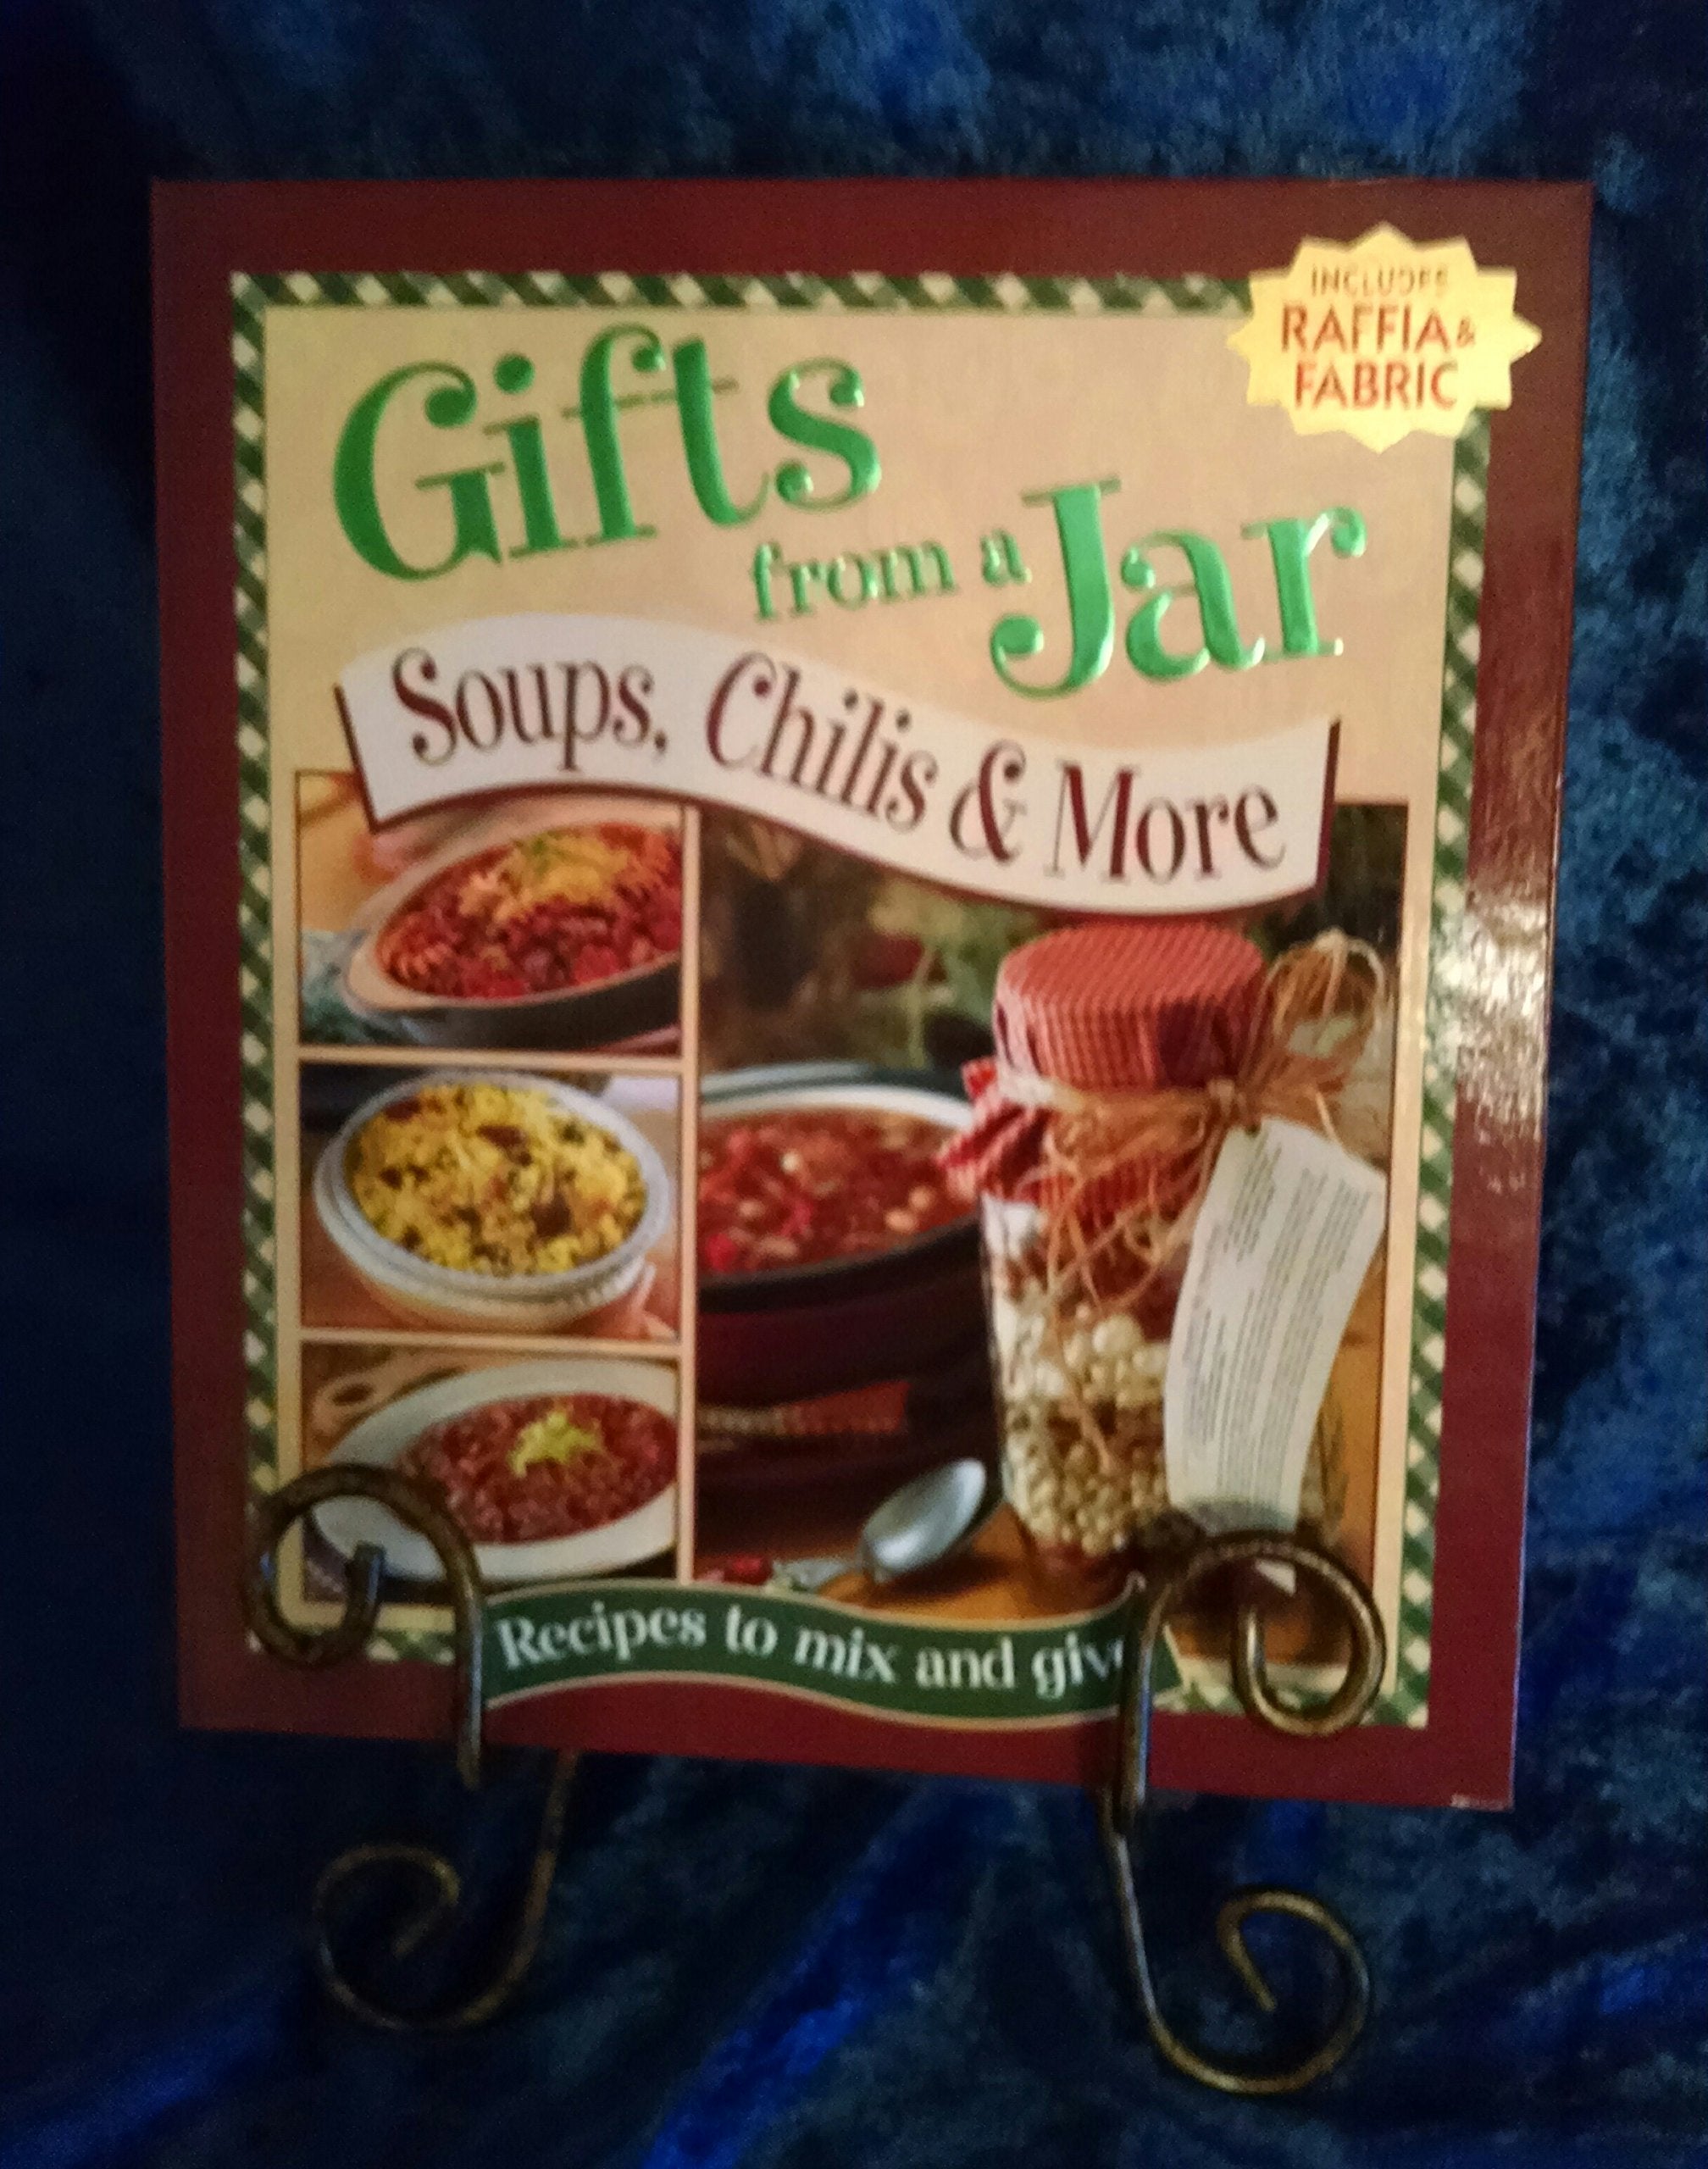 INCLUDES
RAFFIA &
FABRIC
Gifts
from a Jar
Soups, Chilis & More
Recipes to mix and giv